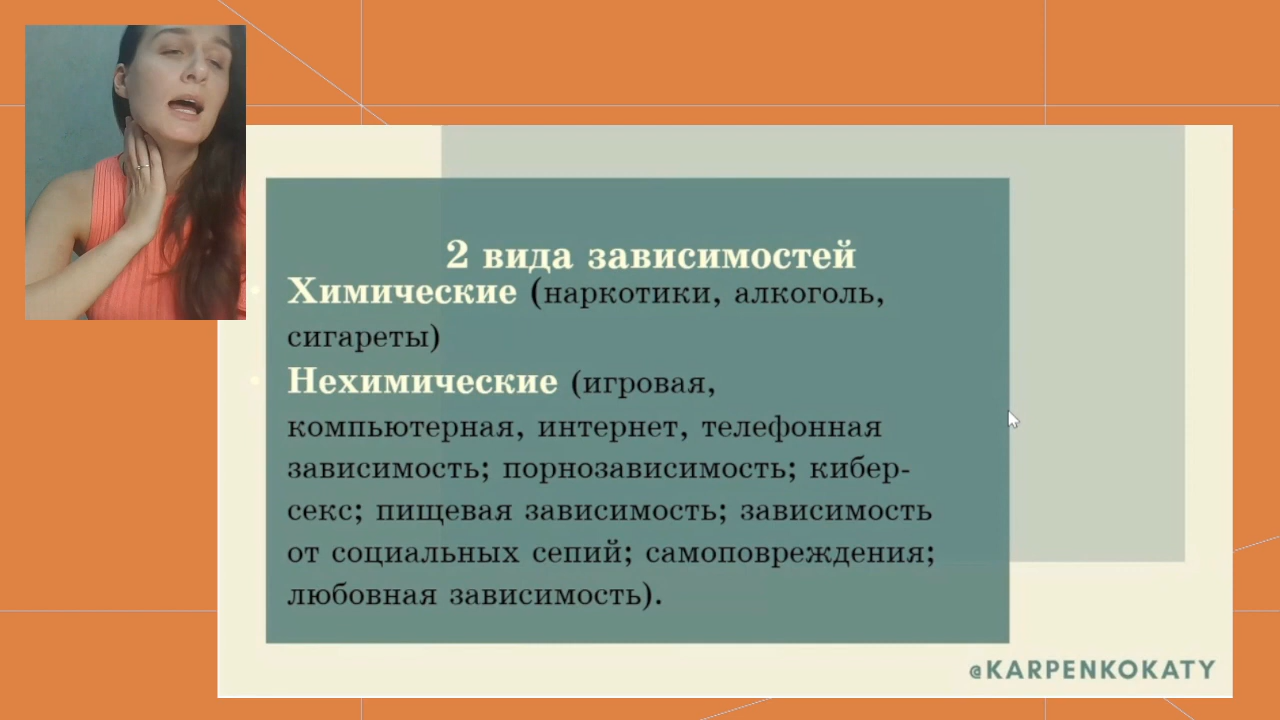 2 вида зависимостей
Химические (наркотики, алкоголь,
сигареты)
Нехимические (игровая,
компьютерная, интернет, телефонная
зависимость; порнозависимость; кибер-
секс; пищевая зависимость; зависимость
от социальных сепий; самоповреждения;
любовная зависимость).
@KARPENKOKATY